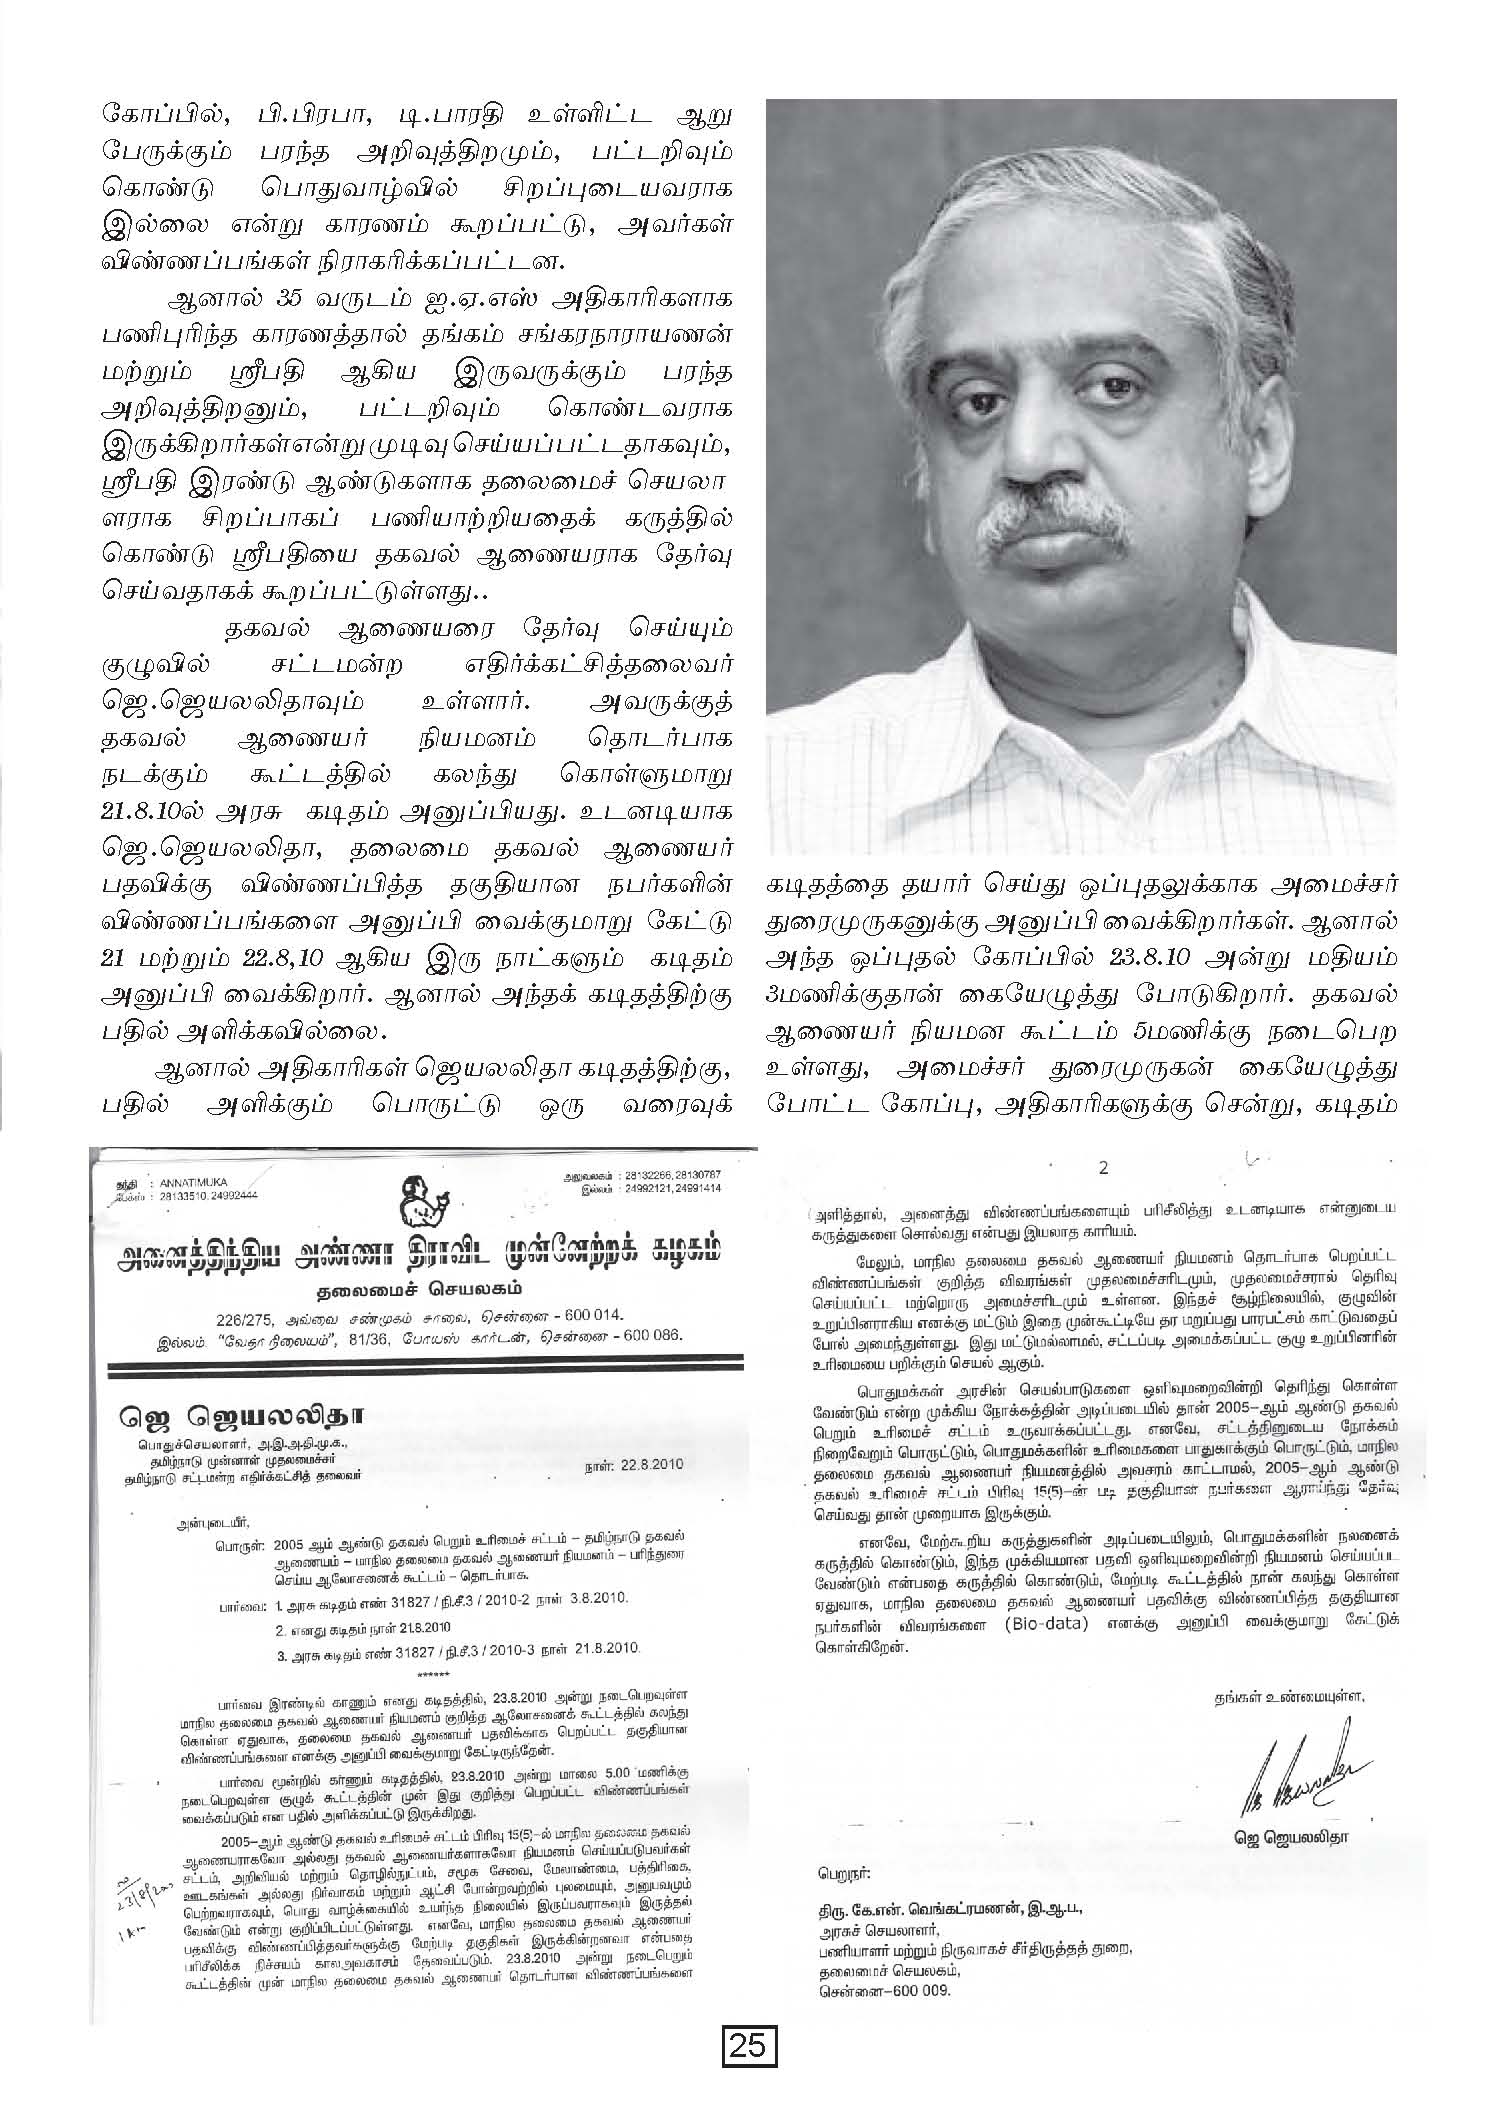 கோப்பில், பி.பிரபா, டி.பாரதி உள்ளிட்ட ஆறு
பேருக்கும் பரந்த அறிவுத்திறமும், பட்டறிவும்
கொண்டு பொதுவாழ்வில் சிறப்புடையவராக
இல்லை என்று காரணம் கூறப்பட்டு, அவர்கள்
விண்ணப்பங்கள் நிராகரிக்கப்பட்டன.
ஆனால் 35 வருடம் ஐ.ஏ.எஸ் அதிகாரிகளாக
பணிபுரிந்த காரணத்தால் தங்கம் சங்கரநாராயணன்
மற்றும் ஸ்ரீபதி ஆகிய இருவருக்கும் பரந்த
அறிவுத்திறனும், பட்டறிவும் கொண்டவராக
இருக்கிறார்கள்என்று முடிவு செய்யப்பட்டதாகவும்,
ஸ்ரீபதி இரண்டு ஆண்டுகளாக தலைமைச் செயலா
ளராக சிறப்பாகப் பணியாற்றியதைக் கருத்தில்
கொண்டு ஸ்ரீபதியை தகவல் ஆணையராக தேர்வு
செய்வதாகக் கூறப்பட்டுள்ளது..
தகவல் ஆணையரை தேர்வு செய்யும்
குழுவில் சட்டமன்ற எதிர்க்கட்சித்தலைவர்
ஜெ.ஜெயலலிதாவும் உள்ளார். அவருக்குத்
தகவல் ஆணையர் நியமனம் தொடர்பாக
நடக்கும் கூட்டத்தில் கலந்து கொள்ளுமாறு
21.8.10ல் அரசு கடிதம் அனுப்பியது. உடனடியாக
ஜெ.ஜெயலலிதா, தலைமை தகவல் ஆணையர்
பதவிக்கு விண்ணப்பித்த தகுதியான நபர்களின்
விண்ணப்பங்களை அனுப்பி வைக்குமாறு கேட்டு
21 மற்றும் 22.8,10 ஆகிய இரு நாட்களும் கடிதம்
அனுப்பி வைக்கிறார். ஆனால் அந்தக் கடிதத்திற்கு
பதில் அளிக்கவில்லை.
ஆனால் அதிகாரிகள் ஜெயலலிதா கடிதத்திற்கு,
பதில் அளிக்கும் பொருட்டு ஒரு வரைவுக்
கடிதத்தை தயார் செய்து ஒப்புதலுக்காக அமைச்சர்
துரைமுருகனுக்கு அனுப்பி வைக்கிறார்கள். ஆனால்
அந்த ஒப்புதல் கோப்பில் 23.8.10 அன்று மதியம்
3மணிக்குதான் கையேழுத்து போடுகிறார். தகவல்
ஆணையர் நியமன கூட்டம் 5மணிக்கு நடைபெற
உள்ளது, அமைச்சர் துரைமுருகன் கையேழுத்து
போட்ட கோப்பு, அதிகாரிகளுக்கு சென்று, கடிதம்
தந்தி : ANNATIMUKA
பேக்ஸ் : 28133510, 24992444
அலுவலகம் : 28132266, 28130787
இல்லம் : 24992121, 24991414
அனைத்திந்திய அண்ணா திராவிட முன்னேற்றக் கழகம்
தலைமைச் செயலகம்
226/275, அவ்வை சண்முகம் சாலை, சென்னை - 600 014.
இல்லம். "வேதா நிலையம்", 81/36, போயஸ் கார்டன், சென்னை - 600 086.
ஜெ ஜெயலலிதா
பொதுச்செயலாளர், அ.இ.அ.தி.மு.க.,
தமிழ்நாடு முன்னாள் முதலமைச்சர்
தமிழ்நாடு சட்டமன்ற எதிர்க்கட்சித் தலைவர்
நாள்: 22.8.2010
அன்புடையீர்,
பொருள்: 2005 ஆம் ஆண்டு தகவல் பெறும் உரிமைச் சட்டம் – தமிழ்நாடு தகவல்
ஆணையம் – மாநில தலைமை தகவல் ஆணையர் நியமனம் – பரிந்துரை
செய்ய ஆலோசனைக் கூட்டம் – தொடர்பாக.
பார்வை: 1. அரசு கடிதம் எண் 31827 / நி.சீ.3 / 2010-2 நாள் 3.8.2010.
2. எனது கடிதம் நாள் 21.8.2010
3. அரசு கடிதம் எண் 31827 / நி.சீ.3 / 2010-3 நாள் 21.8.2010.
******
பார்வை இரண்டில் காணும் எனது கடிதத்தில், 23.8.2010 அன்று நடைபெறவுள்ள
மாநில தலைமை தகவல் ஆணையர் நியமனம் குறித்த ஆலோசனைக் கூட்டத்தில் கலந்து
கொள்ள ஏதுவாக, தலைமை தகவல் ஆணையர் பதவிக்காக பெறப்பட்ட தகுதியான
விண்ணப்பங்களை எனக்கு அனுப்பி வைக்குமாறு கேட்டிருந்தேன்.
பார்வை மூன்றில் காணும் கடிதத்தில், 23.8.2010 அன்று மாலை 5.00 மணிக்கு
நடைபெறவுள்ள குழுக் கூட்டத்தின் முன் இது குறித்து பெறப்பட்ட விண்ணப்பங்கள்
வைக்கப்படும் என பதில் அளிக்கப்பட்டு இருக்கிறது.
2005–ஆம் ஆண்டு தகவல் உரிமைச் சட்டம் பிரிவு 15(5)–ல் மாநில தலைமை தகவல்
ஆணையராகவோ அல்லது தகவல் ஆணையர்களாகவோ நியமனம் செய்யப்படுபவர்கள்
சட்டம், அறிவியல் மற்றும் தொழில்நுட்பம், சமூக சேவை, மேலாண்மை, பத்திரிகை,
ஊடகங்கள் அல்லது நிர்வாகம் மற்றும் ஆட்சி போன்றவற்றில் புலமையும், அனுபவமும்
பெற்றவராகவும், பொது வாழ்க்கையில் உயர்ந்த நிலையில் இருப்பவராகவும் இருத்தல்
வேண்டும் என்று குறிப்பிடப்பட்டுள்ளது. எனவே, மாநில தலைமை தகவல் ஆணையர்
பதவிக்கு விண்ணப்பித்தவர்களுக்கு மேற்படி தகுதிகள் இருக்கின்றனவா என்பதை
பரிசீலிக்க நிச்சயம் காலஅவகாசம் தேவைப்படும். 23.8.2010 அன்று நடைபெறும்
கூட்டத்தின் முன் மாநில தலைமை தகவல் ஆணையர் தொடர்பான விண்ணப்பங்களை
23/8/20
2
அளித்தால், அனைத்து விண்ணப்பங்களையும் பரிசீலித்து உடனடியாக என்னுடைய
கருத்துகளை சொல்வது என்பது இயலாத காரியம்.
மேலும், மாநில தலைமை தகவல் ஆணையர் நியமனம் தொடர்பாக பெறப்பட்ட
விண்ணப்பங்கள் குறித்த விவரங்கள் முதலமைச்சரிடமும், முதலமைச்சரால் தெரிவு
செய்யப்பட்ட மற்றொரு அமைச்சரிடமும் உள்ளன. இந்தச் சூழ்நிலையில், குழுவின்
உறுப்பினராகிய எனக்கு மட்டும் இதை முன்கூட்டியே தர மறுப்பது பாரபட்சம் காட்டுவதைப்
போல் அமைந்துள்ளது. இது மட்டுமல்லாமல், சட்டப்படி அமைக்கப்பட்ட குழு உறுப்பினரின்
உரிமையை பறிக்கும் செயல் ஆகும்.
பொதுமக்கள் அரசின் செயல்பாடுகளை ஒளிவுமறைவின்றி தெரிந்து கொள்ள
வேண்டும் என்ற முக்கிய நோக்கத்தின் அடிப்படையில் தான் 2005–ஆம் ஆண்டு தகவல்
பெறும் உரிமைச் சட்டம் உருவாக்கப்பட்டது. எனவே, சட்டத்தினுடைய நோக்கம்
நிறைவேறும் பொருட்டும், பொதுமக்களின் உரிமைகளை பாதுகாக்கும் பொருட்டும், மாநில
தலைமை தகவல் ஆணையர் நியமனத்தில் அவசரம் காட்டாமல், 2005–ஆம் ஆண்டு
தகவல் உரிமைச் சட்டம் பிரிவு 15(5)–ன் படி தகுதியான் நபர்களை ஆராய்ந்து தேர்வு
செய்வது தான் முறையாக இருக்கும்.
எனவே, மேற்கூறிய கருத்துகளின் அடிப்படையிலும், பொதுமக்களின் நலனைக்
கருத்தில் கொண்டும், இந்த முக்கியமான பதவி ஒளிவுமறைவின்றி நியமனம் செய்யப்பட
வேண்டும் என்பதை கருத்தில் கொண்டும், மேற்படி கூட்டத்தில் நான் கலந்து கொள்ள
ஏதுவாக, மாநில தலைமை தகவல் ஆணையர் பதவிக்கு விண்ணப்பித்த தகுதியான
நபர்களின் விவரங்களை (Bio-data) எனக்கு அனுப்பி வைக்குமாறு கேட்டுக்
கொள்கிறேன்.
தங்கள் உண்மையுள்ள,
ஜெ ஜெயலலிதா
பெறுநர்:
திரு. கே.என். வெங்கட்ரமணன், இ.ஆ.ப.,
அரசுச் செயலாளர்,
பணியாளர் மற்றும் நிருவாகச் சீர்திருத்தத் துறை,
தலைமைச் செயலகம்,
சென்னை–600 009.
25